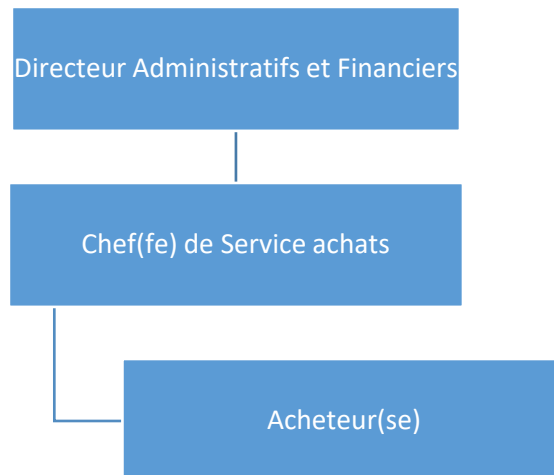 Directeur Administratifs et Financiers
Chef(fe) de Service achats
Acheteur(se)